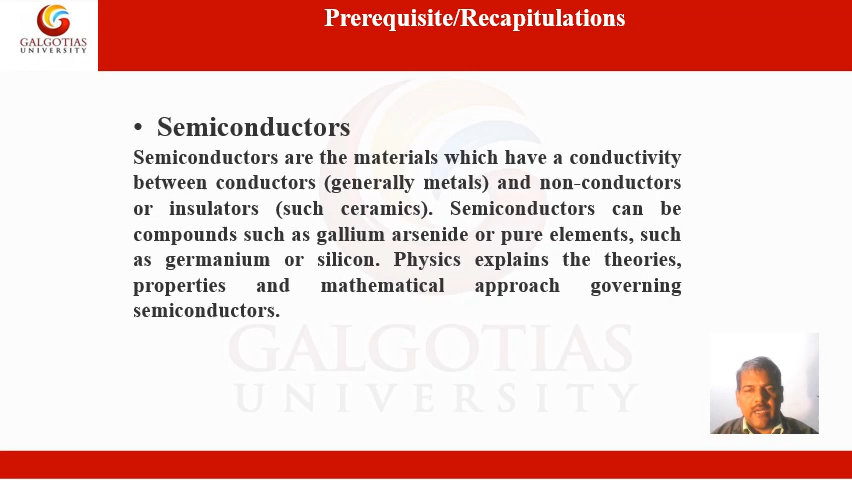 Prerequisite/Recapitulations
GALGOTIAS
UNIVERSITY
• Semiconductors
Semiconductors are the materials which have a conductivity
between conductors (generally metals) and non-conductors
or insulators (such ceramics). Semiconductors can be
compounds such as gallium arsenide or pure elements, such
as germanium or silicon. Physics explains the theories,
properties and mathematical approach governing
semiconductors.
GALGOTIAS
UNIVERSITY